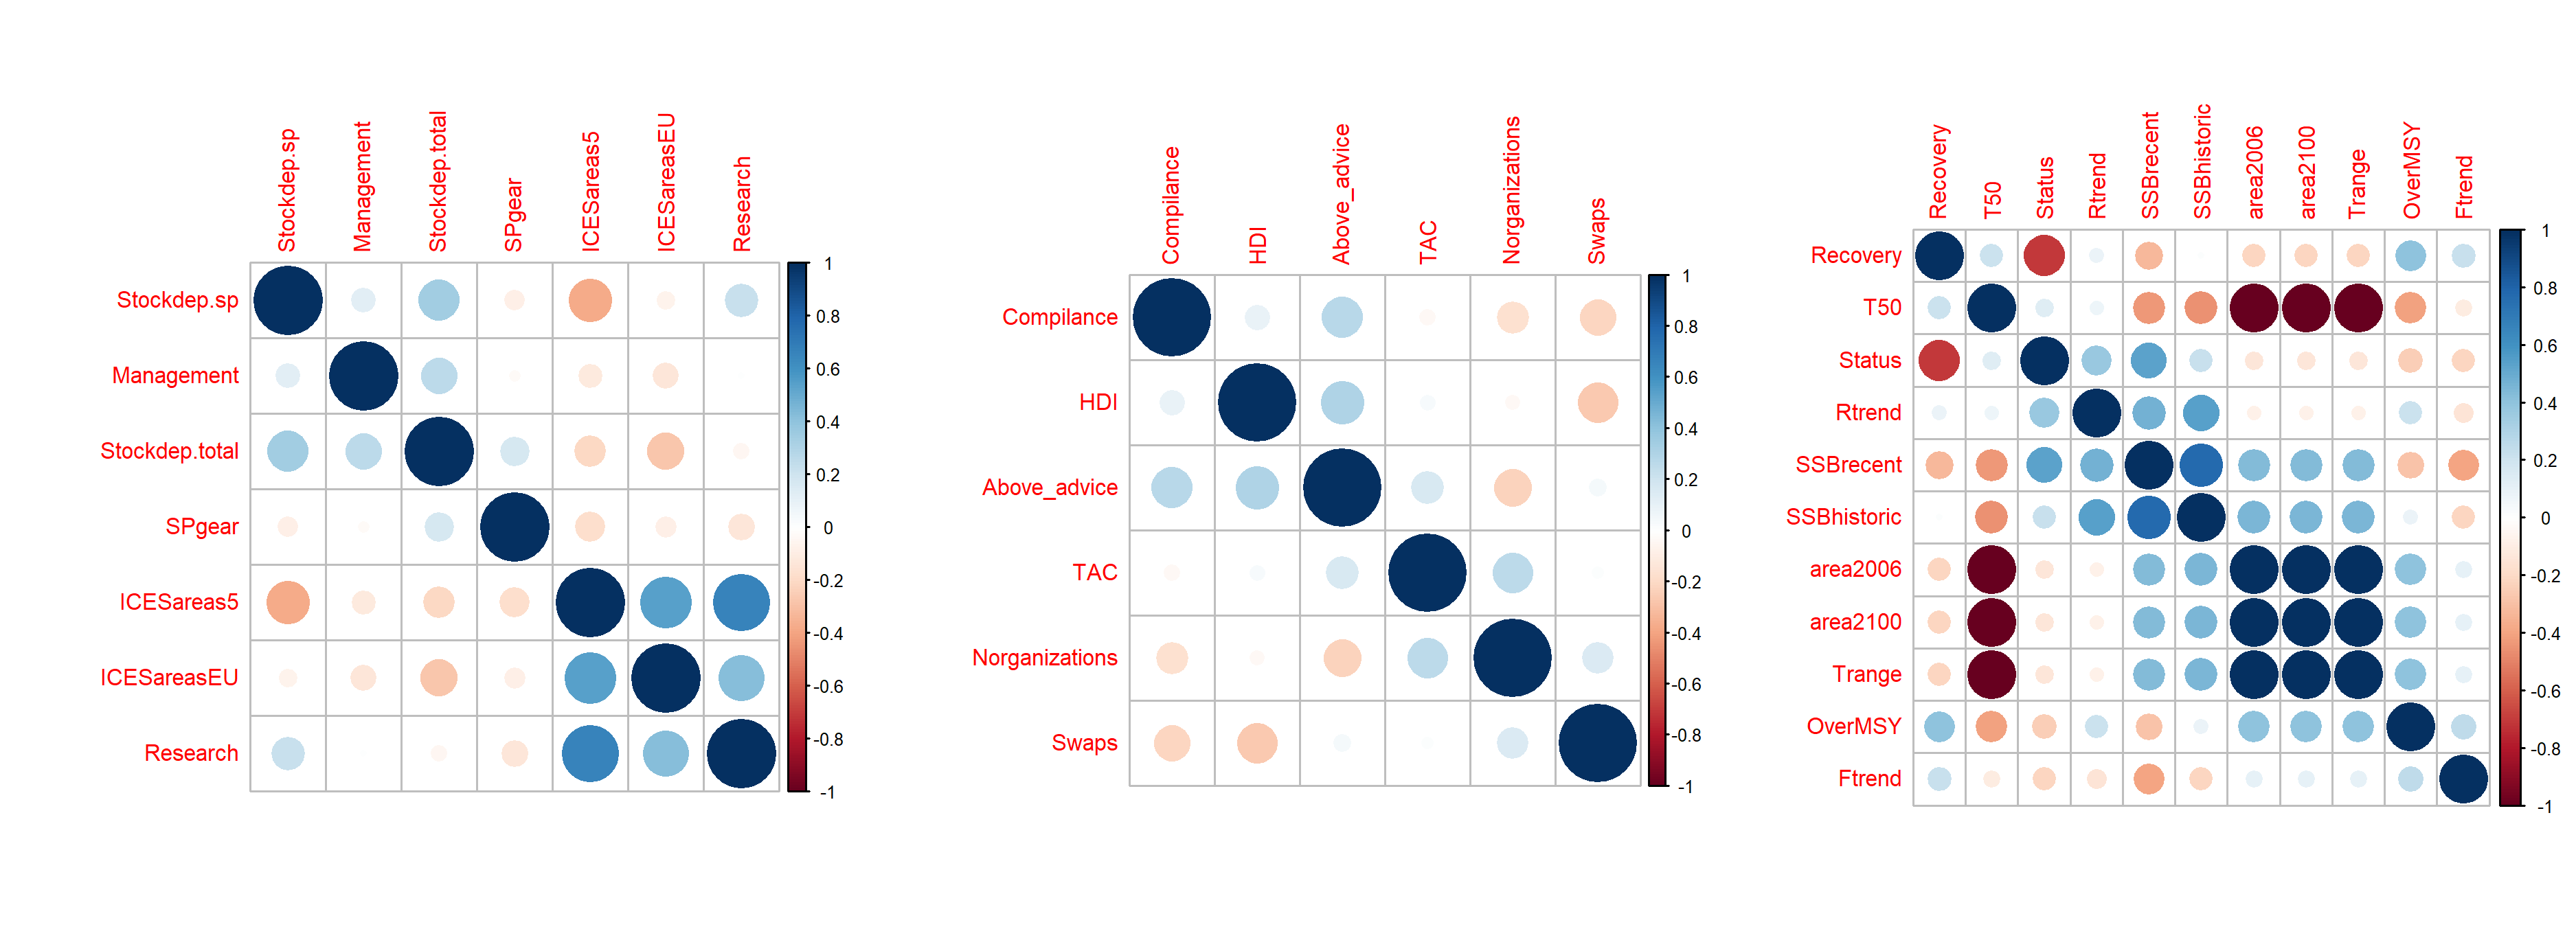 Stockdep.sp
Management
Stockdep.total
SPgear
ICESareas5
ICESareasEU
Research
Stockdep.sp
Management
Stockdep.total
SPgear
ICESareas5
ICESareasEU
Research
1
0.8
0.6
0.4
0.2
0
-0.2
-0.4
-0.6
-0.8
-1
Compilance
HDI
Above_advice
TAC
Norganizations
Swaps
Compilance
HDI
Above_advice
TAC
Norganizations
Swaps
1
0.8
0.6
0.4
0.2
0
-0.2
-0.4
-0.6
-0.8
-1
Recovery
T50
Status
Rtrend
SSBrecent
SSBhistoric
area2006
area2100
Trange
OverMSY
Ftrend
Recovery
T50
Status
Rtrend
SSBrecent
SSBhistoric
area2006
area2100
Trange
OverMSY
Ftrend
1
0.8
0.6
0.4
0.2
0
-0.2
-0.4
-0.6
-0.8
-1